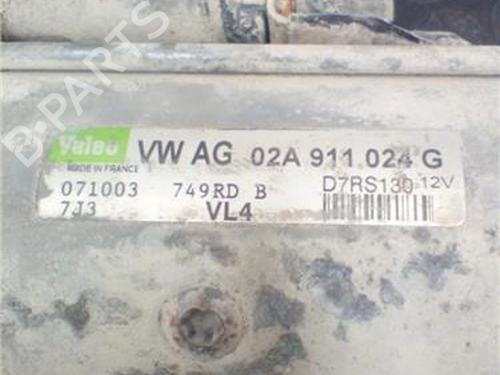 Valeo VW AG 02A 911 024 G
MADE IN FRANCE
071003 749RD B D7RS130 12V
7J3 VL4
B-PARTS